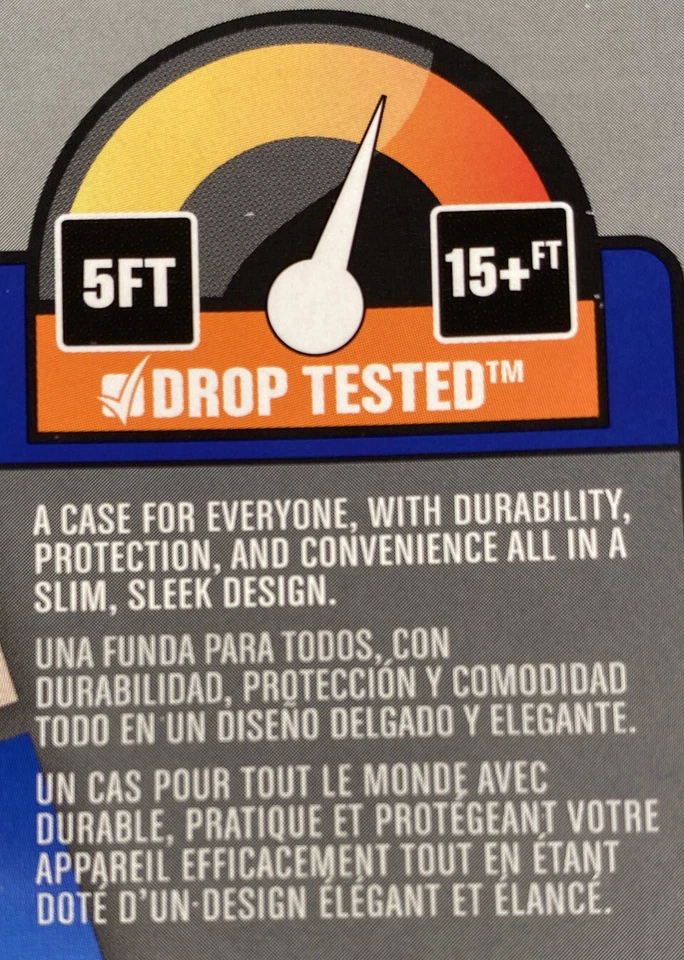 5FT
15+FT
DROP TESTED™
A CASE FOR EVERYONE, WITH DURABILITY,
PROTECTION, AND CONVENIENCE ALL IN A
SLIM, SLEEK DESIGN.
UNA FUNDA PARA TODOS, CON
DURABILIDAD, PROTECCIÓN Y COMODIDAD
TODO EN UN DISEÑO DELGADO Y ELEGANTE.
UN CAS POUR TOUT LE MONDE AVEC
DURABLE, PRATIQUE ET PROTÉGEANT VOTRE
APPAREIL EFFICACEMENT TOUT EN ÉTANT
DOTÉ D'UN-DESIGN ÉLÉGANT ET ÉLANCÉ.